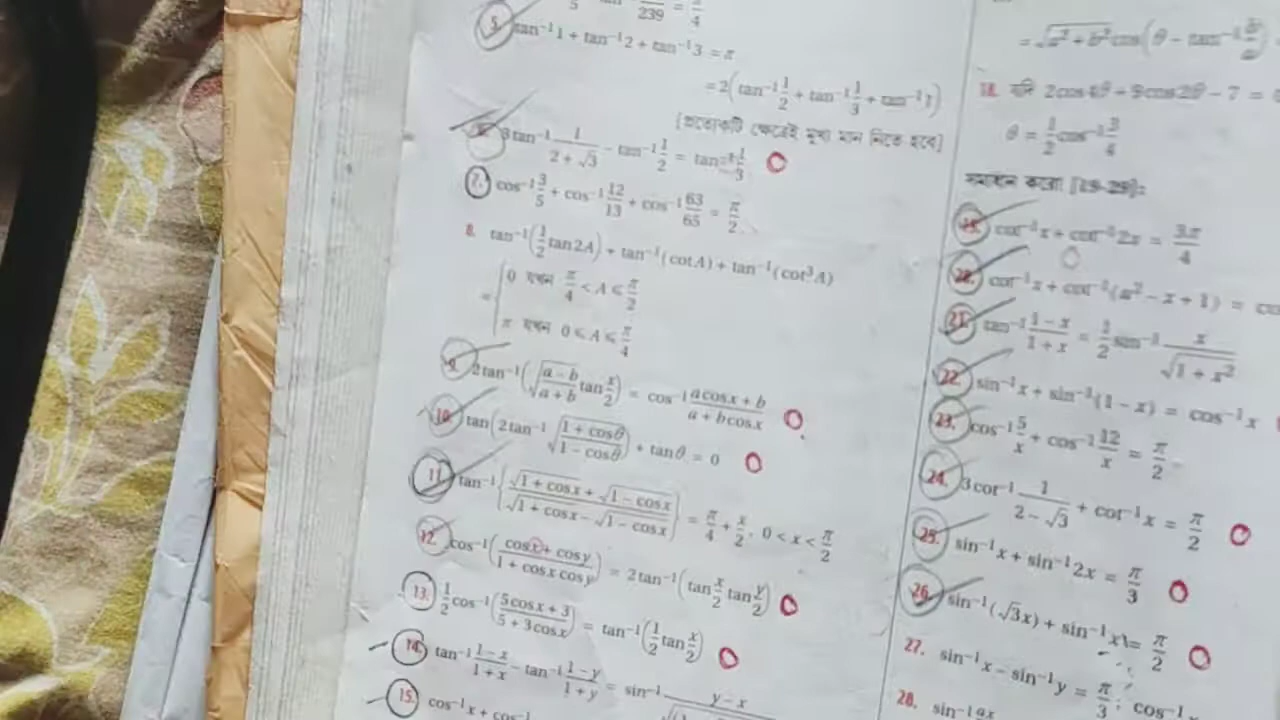 239 = π/4
5. tan⁻¹1 + tan⁻¹2 + tan⁻¹3 = π
= 2(tan⁻¹ 1/2 + tan⁻¹ 1/3 + tan⁻¹ 1)
[প্রত্যেকটি ক্ষেত্রেই মুখ্য মান নিতে হবে]
6. 3tan⁻¹ 1/(2 + √3) − tan⁻¹ 1/2 = tan⁻¹ 1/3
7. cos⁻¹ 3/5 + cos⁻¹ 12/13 + cos⁻¹ 63/65 = π/2
8. tan⁻¹(1/2 tan2A) + tan⁻¹(cotA) + tan⁻¹(cot³A)
= { 0 যখন π/4 < A ⩽ π/2
π যখন 0 ⩽ A ⩽ π/4
9. 2tan⁻¹(√((a − b)/(a + b)) tan x/2) = cos⁻¹ (a cosx + b)/(a + b cosx)
10. tan(2tan⁻¹ √((1 + cosθ)/(1 − cosθ))) + tanθ = 0
11. tan⁻¹{(√(1 + cosx) + √(1 − cosx))/(√(1 + cosx) − √(1 − cosx))} = π/4 + x/2, 0 < x < π/2
12. cos⁻¹((cosx + cosy)/(1 + cosx cosy)) = 2tan⁻¹(tan x/2 tan y/2)
13. 1/2 cos⁻¹((5cosx + 3)/(5 + 3cosx)) = tan⁻¹(1/2 tan x/2)
14. tan⁻¹ (1 − x)/(1 + x) − tan⁻¹ (1 − y)/(1 + y) = sin⁻¹ (y − x)
15. cos⁻¹x + cos⁻¹
= √(a² + b²) cos(θ − tan⁻¹ b/a)
18. যদি 2cos4θ + 9cos2θ − 7 = 0
θ = 1/2 cos⁻¹ 3/4
সমাধান করো [19-29]:
19. cot⁻¹x + cot⁻¹2x = 3π/4
20. cot⁻¹x + cot⁻¹(x² − x + 1) =
21. tan⁻¹ (1 − x)/(1 + x) = 1/2 sin⁻¹ x/√(1 + x²)
22. sin⁻¹x + sin⁻¹(1 − x) = cos⁻¹x
23. cos⁻¹ 5/x + cos⁻¹ 12/x = π/2
24. 3cot⁻¹ 1/(2 − √3) + cot⁻¹x = π/2
25. sin⁻¹x + sin⁻¹2x = π/3
26. sin⁻¹(√3x) + sin⁻¹x = π/2
27. sin⁻¹x − sin⁻¹y = π/3; cos⁻¹
28. sin⁻¹ ax